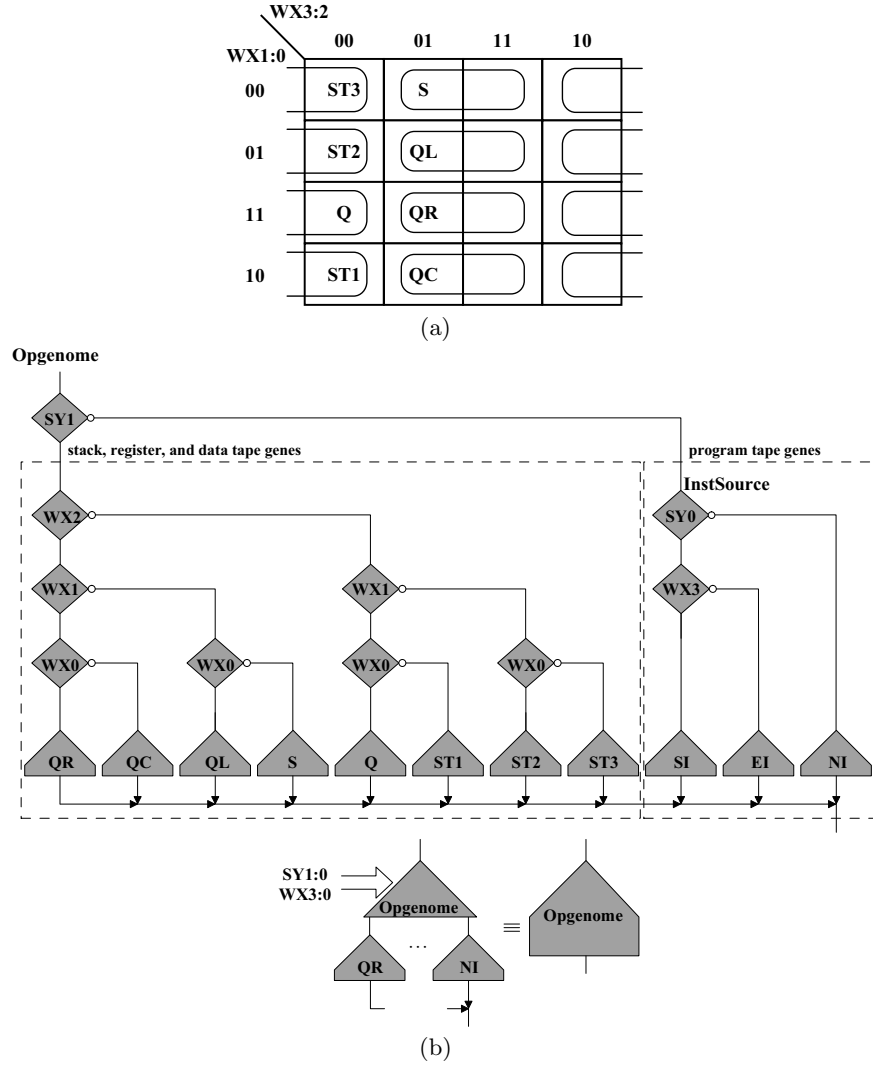 WX3:2
00 01 11 10
WX1:0
00 ST3 S
01 ST2 QL
11 Q QR
10 ST1 QC
(a)
Opgenome
SY1
stack, register, and data tape genes
program tape genes
InstSource
WX2
SY0
WX1 WX1 WX3
WX0 WX0 WX0 WX0
QR QC QL S Q ST1 ST2 ST3 SI EI NI
SY1:0
WX3:0
Opgenome
≡
Opgenome
QR ... NI
(b)